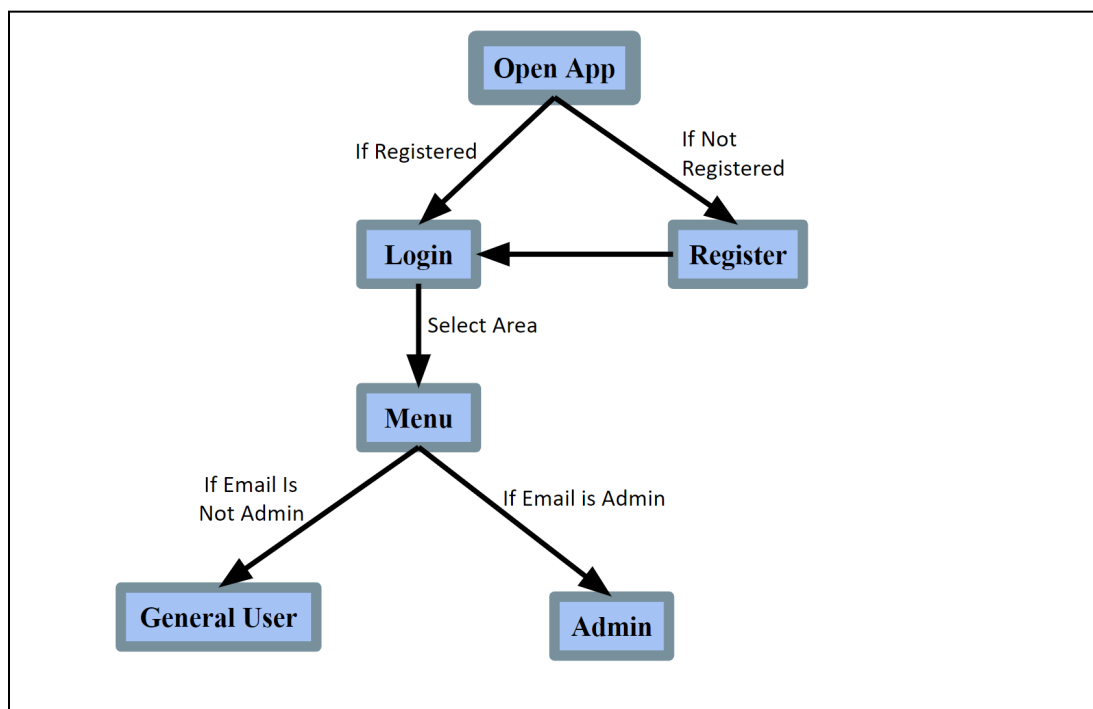 Open App
If Registered
If Not
Registered
Login
Register
Select Area
Menu
If Email Is
Not Admin
If Email is Admin
General User
Admin